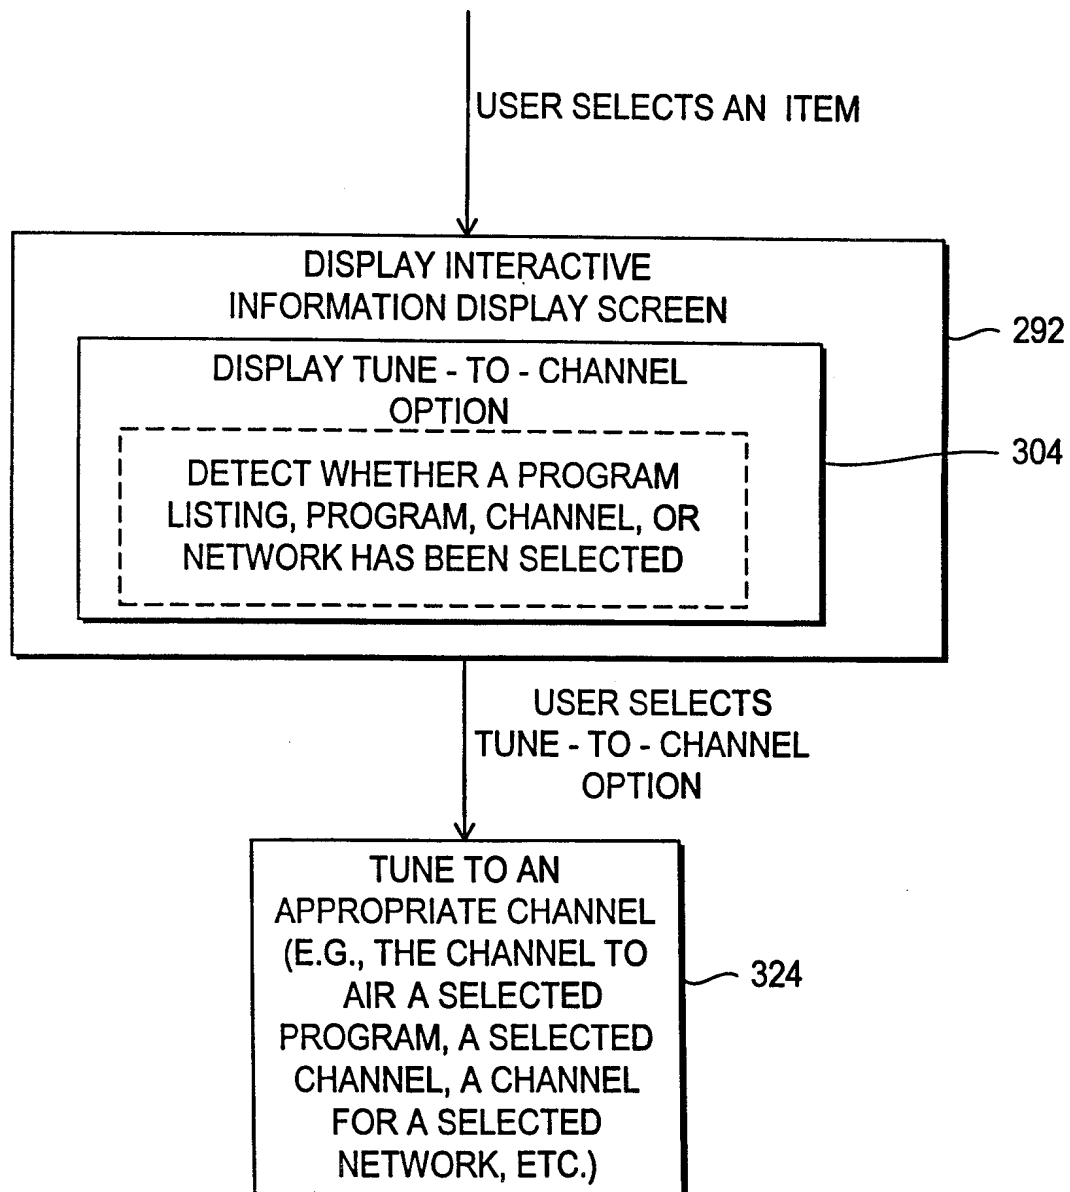 USER SELECTS AN ITEM
DISPLAY INTERACTIVE
INFORMATION DISPLAY SCREEN
292
DISPLAY TUNE - TO - CHANNEL
OPTION
304
DETECT WHETHER A PROGRAM
LISTING, PROGRAM, CHANNEL, OR
NETWORK HAS BEEN SELECTED
USER SELECTS
TUNE - TO - CHANNEL
OPTION
TUNE TO AN
APPROPRIATE CHANNEL
(E.G., THE CHANNEL TO
AIR A SELECTED
PROGRAM, A SELECTED
CHANNEL, A CHANNEL
FOR A SELECTED
NETWORK, ETC.)
324